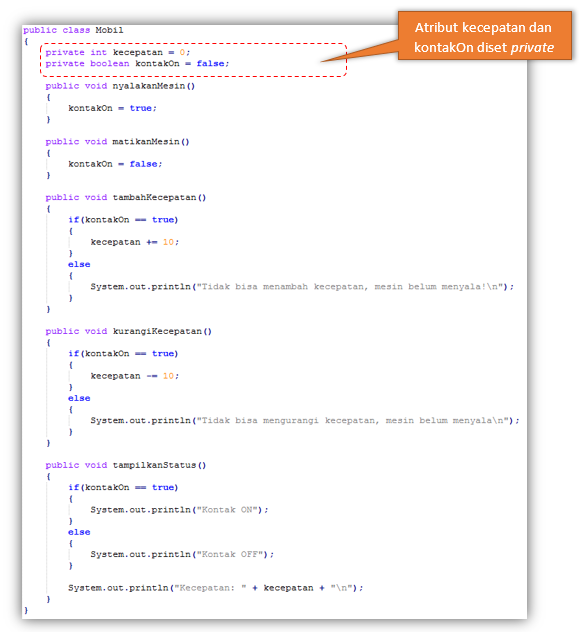 Atribut kecepatan dan
kontakOn diset private
public class Mobil
{
    private int kecepatan = 0;
    private boolean kontakOn = false;

    public void nyalakanMesin()
    {
        kontakOn = true;
    }

    public void matikanMesin()
    {
        kontakOn = false;
    }

    public void tambahKecepatan()
    {
        if(kontakOn == true)
        {
            kecepatan += 10;
        }
        else
        {
            System.out.println("Tidak bisa menambah kecepatan, mesin belum menyala!\n");
        }
    }

    public void kurangiKecepatan()
    {
        if(kontakOn == true)
        {
            kecepatan -= 10;
        }
        else
        {
            System.out.println("Tidak bisa mengurangi kecepatan, mesin belum menyala\n");
        }
    }

    public void tampilkanStatus()
    {
        if(kontakOn == true)
        {
            System.out.println("Kontak ON");
        }
        else
        {
            System.out.println("Kontak OFF");
        }

        System.out.println("Kecepatan: " + kecepatan + "\n");
    }
}